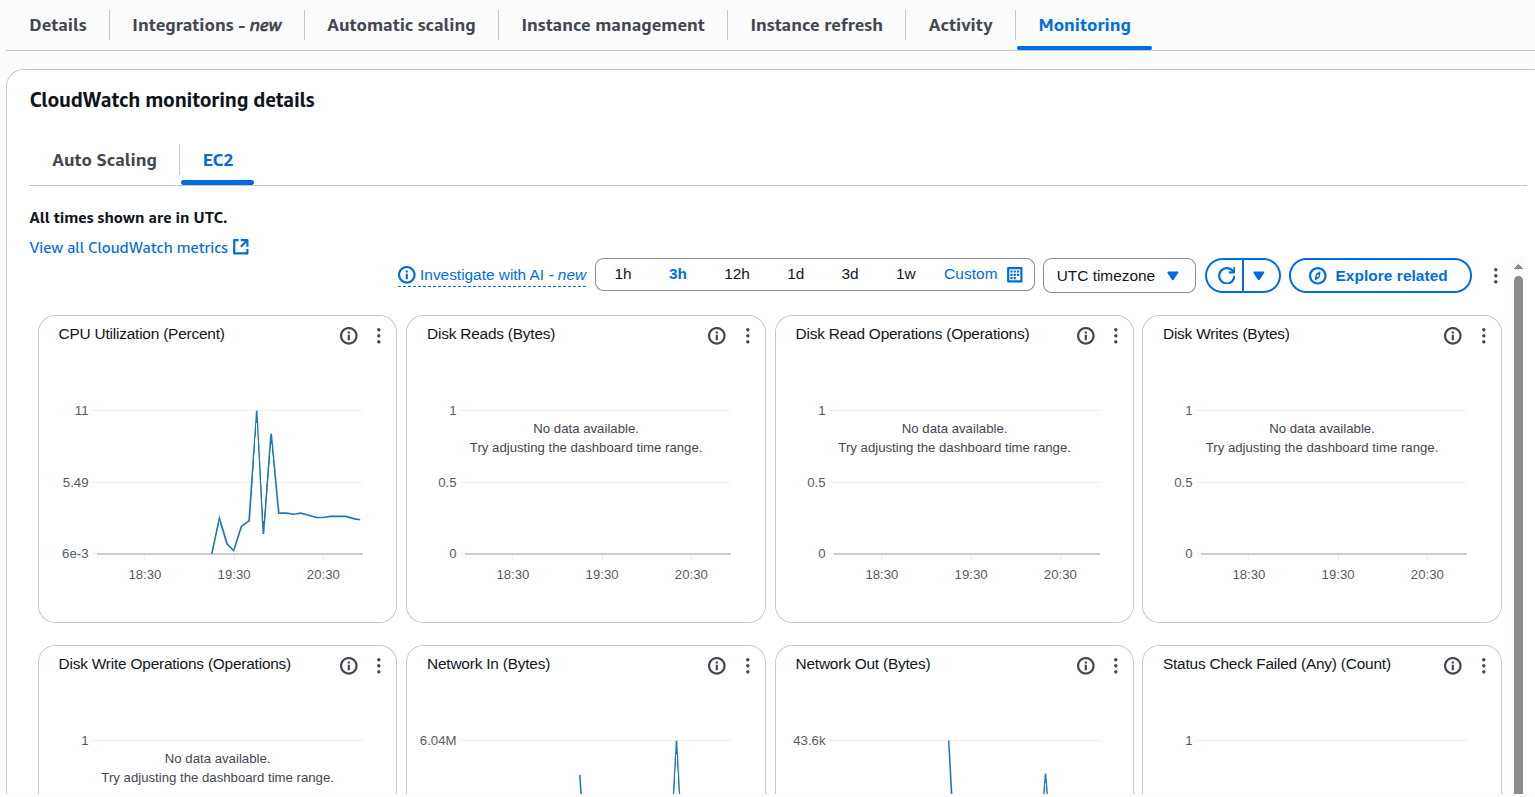 Details Integrations – new Automatic scaling Instance management Instance refresh Activity Monitoring
CloudWatch monitoring details
Auto Scaling EC2
All times shown are in UTC.
View all CloudWatch metrics
Investigate with AI - new 1h 3h 12h 1d 3d 1w Custom UTC timezone Explore related
CPU Utilization (Percent)
11
5.49
6e-3
18:30 19:30 20:30
Disk Reads (Bytes)
1
No data available.
Try adjusting the dashboard time range.
0.5
0
18:30 19:30 20:30
Disk Read Operations (Operations)
1
No data available.
Try adjusting the dashboard time range.
0.5
0
18:30 19:30 20:30
Disk Writes (Bytes)
1
No data available.
Try adjusting the dashboard time range.
0.5
0
18:30 19:30 20:30
Disk Write Operations (Operations)
1
No data available.
Try adjusting the dashboard time range.
Network In (Bytes)
6.04M
Network Out (Bytes)
43.6k
Status Check Failed (Any) (Count)
1